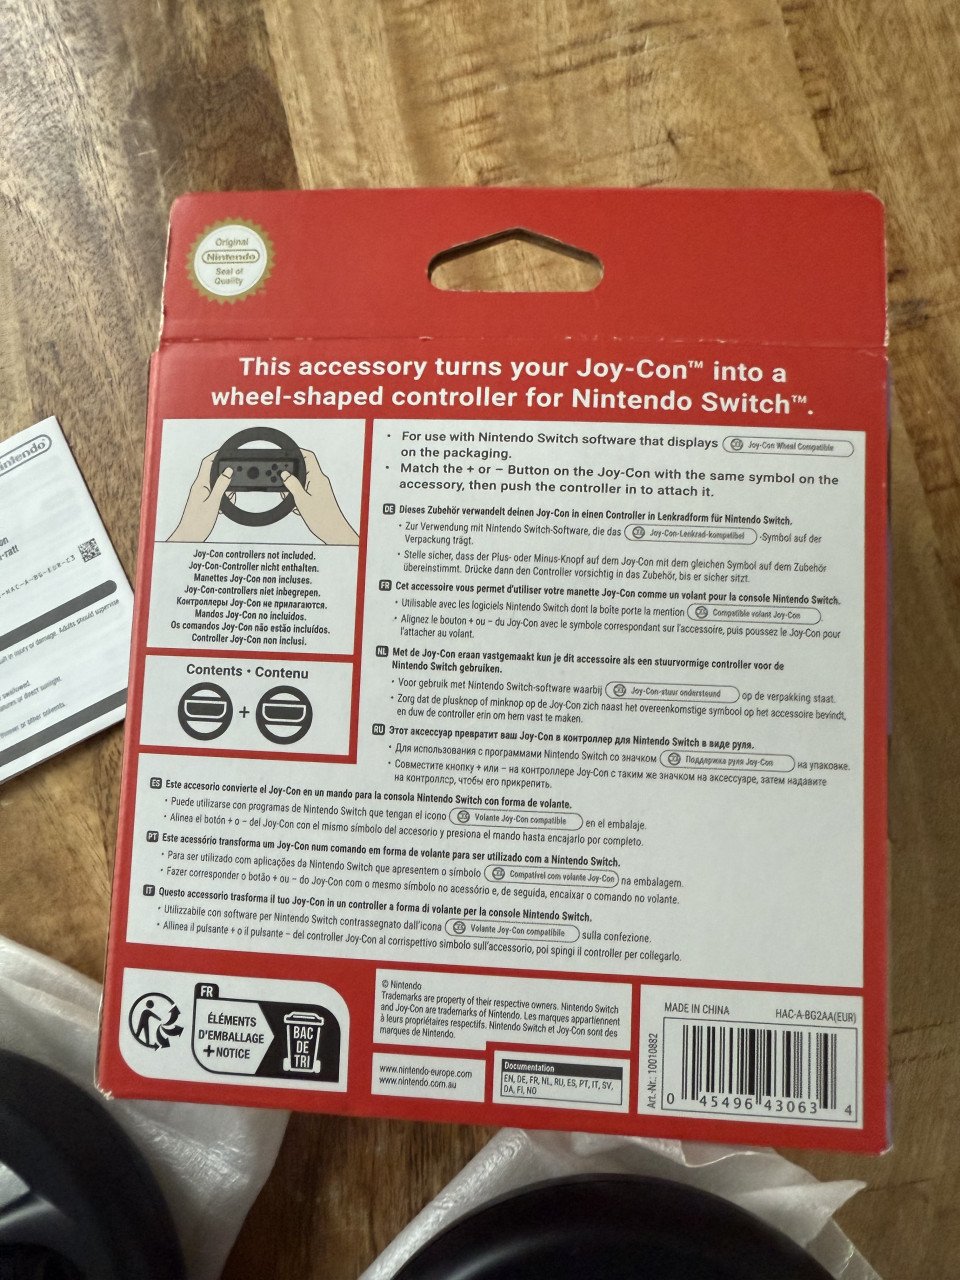 Original
Nintendo
Seal of
Quality
This accessory turns your Joy-Con™ into a
wheel-shaped controller for Nintendo Switch™.
• For use with Nintendo Switch software that displays Joy-Con Wheel Compatible
on the packaging.
• Match the + or − Button on the Joy-Con with the same symbol on the
accessory, then push the controller in to attach it.
DE Dieses Zubehör verwandelt deinen Joy-Con in einen Controller in Lenkradform für Nintendo Switch.
• Zur Verwendung mit Nintendo Switch-Software, die das Joy-Con-Lenkrad-kompatibel -Symbol auf der
Verpackung trägt.
• Stelle sicher, dass der Plus- oder Minus-Knopf auf dem Joy-Con mit dem gleichen Symbol auf dem Zubehör
übereinstimmt. Drücke dann den Controller vorsichtig in das Zubehör, bis er sicher sitzt.
FR Cet accessoire vous permet d'utiliser votre manette Joy-Con comme un volant pour la console Nintendo Switch.
• Utilisable avec les logiciels Nintendo Switch dont la boîte porte la mention Compatible volant Joy-Con .
• Alignez le bouton + ou − du Joy-Con avec le symbole correspondant sur l'accessoire, puis poussez le Joy-Con pour
l'attacher au volant.
NL Met de Joy-Con eraan vastgemaakt kun je dit accessoire als een stuurvormige controller voor de
Nintendo Switch gebruiken.
• Voor gebruik met Nintendo Switch-software waarbij Joy-Con-stuur ondersteund op de verpakking staat.
• Zorg dat de plusknop of minknop op de Joy-Con zich naast het overeenkomstige symbool op het accessoire bevindt,
en duw de controller erin om hem vast te maken.
RU Этот аксессуар превратит ваш Joy-Con в контроллер для Nintendo Switch в виде руля.
• Для использования с программами Nintendo Switch со значком Поддержка руля Joy-Con на упаковке.
• Совместите кнопку + или − на контроллере Joy-Con с таким же значком на аксессуаре, затем надавите
на контроллер, чтобы его прикрепить.
Joy-Con controllers not included.
Joy-Con-Controller nicht enthalten.
Manettes Joy-Con non incluses.
Joy-Con-controllers niet inbegrepen.
Контроллеры Joy-Con не прилагаются.
Mandos Joy-Con no incluidos.
Os comandos Joy-Con não estão incluídos.
Controller Joy-Con non inclusi.
Contents • Contenu
+
ES Este accesorio convierte el Joy-Con en un mando para la consola Nintendo Switch con forma de volante.
• Puede utilizarse con programas de Nintendo Switch que tengan el icono Volante Joy-Con compatible en el embalaje.
• Alinea el botón + o − del Joy-Con con el mismo símbolo del accesorio y presiona el mando hasta encajarlo por completo.
PT Este acessório transforma um Joy-Con num comando em forma de volante para ser utilizado com a Nintendo Switch.
• Para ser utilizado com aplicações da Nintendo Switch que apresentem o símbolo Compatível com volante Joy-Con na embalagem.
• Fazer corresponder o botão + ou − do Joy-Con com o mesmo símbolo no acessório e, de seguida, encaixar o comando no volante.
IT Questo accessorio trasforma il tuo Joy-Con in un controller a forma di volante per la console Nintendo Switch.
• Utilizzabile con software per Nintendo Switch contrassegnato dall'icona Volante Joy-Con compatibile sulla confezione.
• Allinea il pulsante + o il pulsante − del controller Joy-Con al corrispettivo simbolo sull'accessorio, poi spingi il controller per collegarlo.
FR
ÉLÉMENTS
D'EMBALLAGE
+ NOTICE
BAC
DE
TRI
© Nintendo
Trademarks are property of their respective owners. Nintendo Switch
and Joy-Con are trademarks of Nintendo. Les marques appartiennent
à leurs propriétaires respectifs. Nintendo Switch et Joy-Con sont des
marques de Nintendo.
www.nintendo-europe.com
www.nintendo.com.au
Documentation
EN, DE, FR, NL, RU, ES, PT, IT, SV,
DA, FI, NO
MADE IN CHINA
HAC-A-BG2AA(EUR)
Art.-Nr.: 10010882
0 45496 43063 4
Adults should supervise
swallowed.
or direct sunlight.
or other solvents.